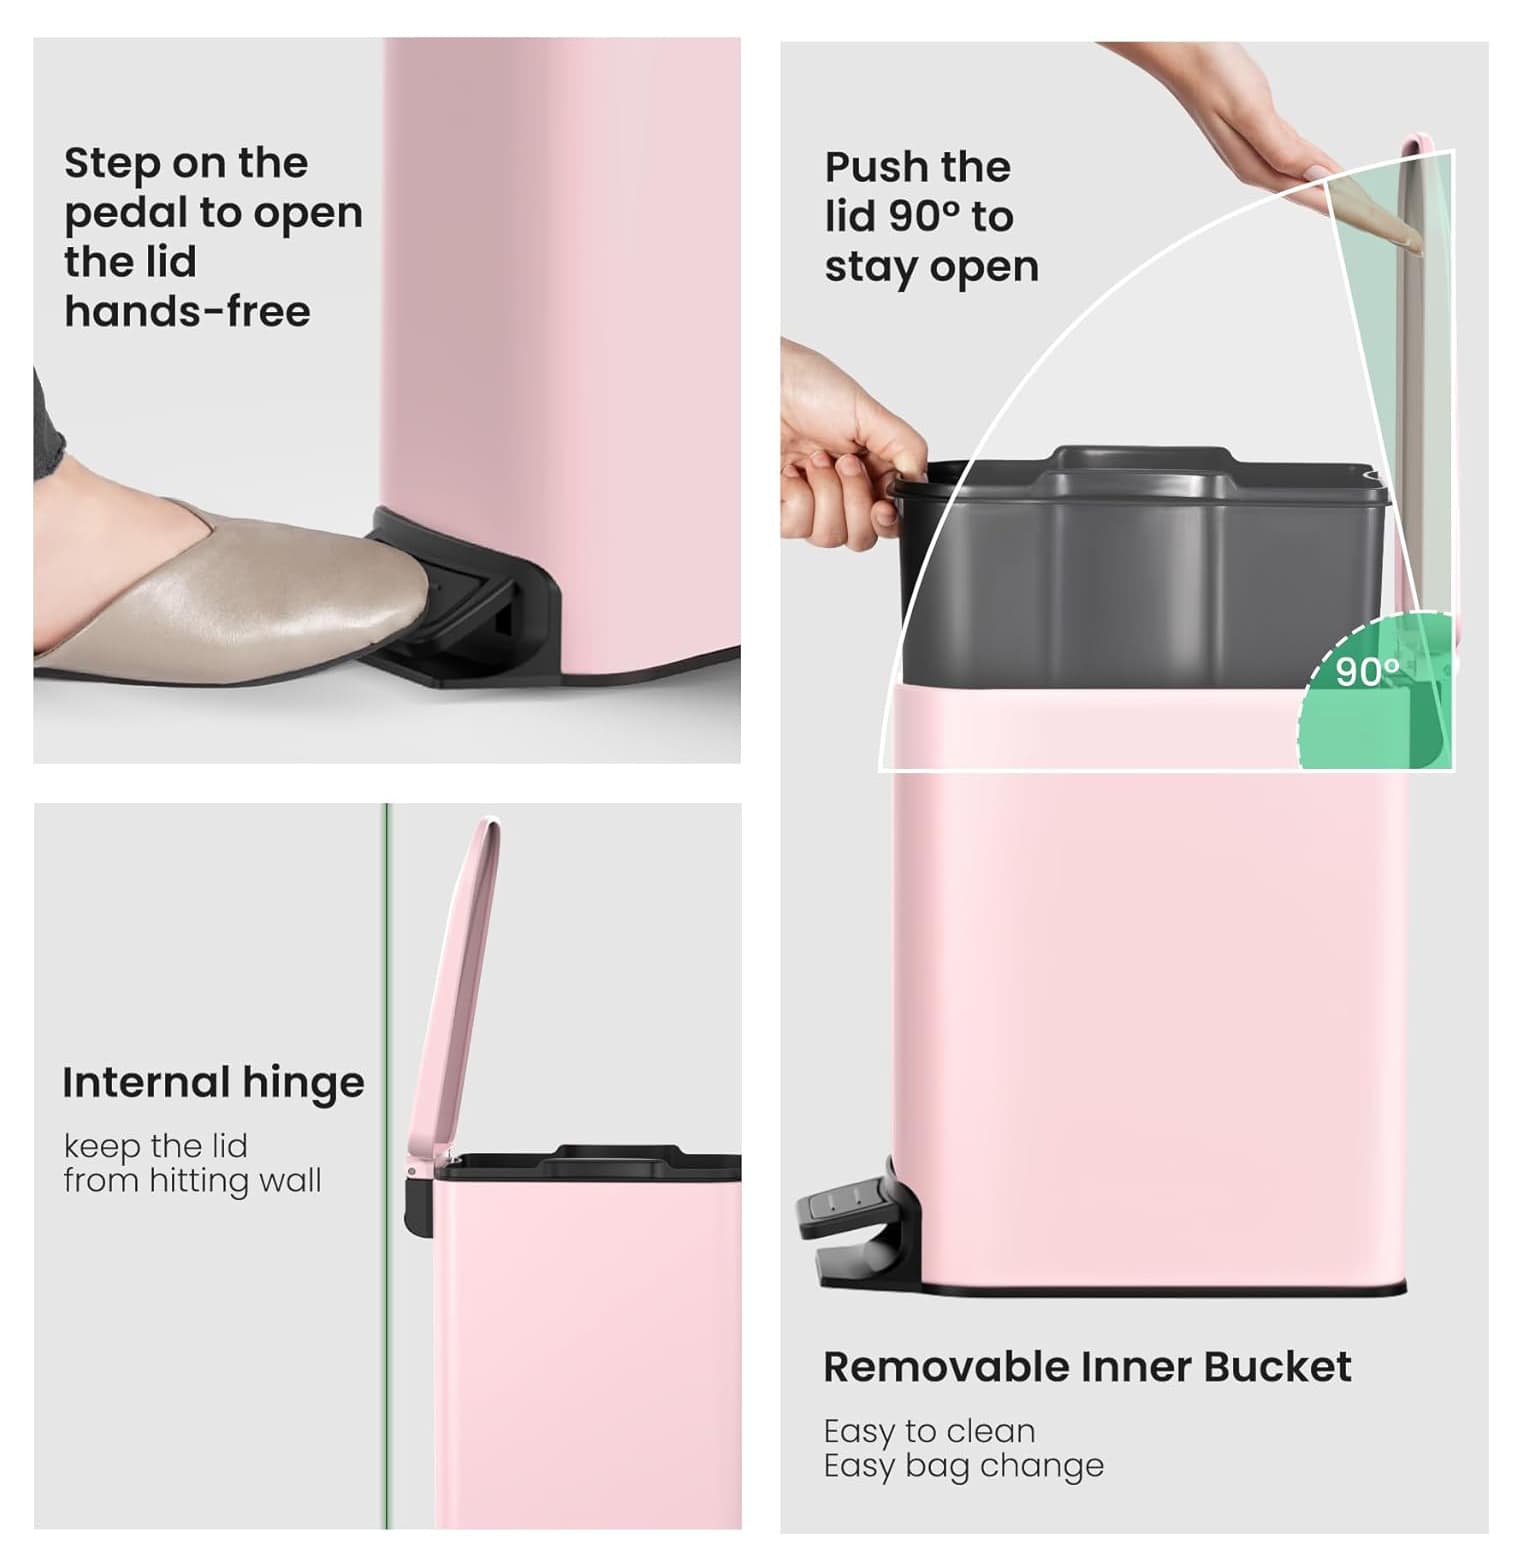 Step on the
pedal to open
the lid
hands-free
Push the
lid 90° to
stay open
90°
Internal hinge
keep the lid
from hitting wall
Removable Inner Bucket
Easy to clean
Easy bag change